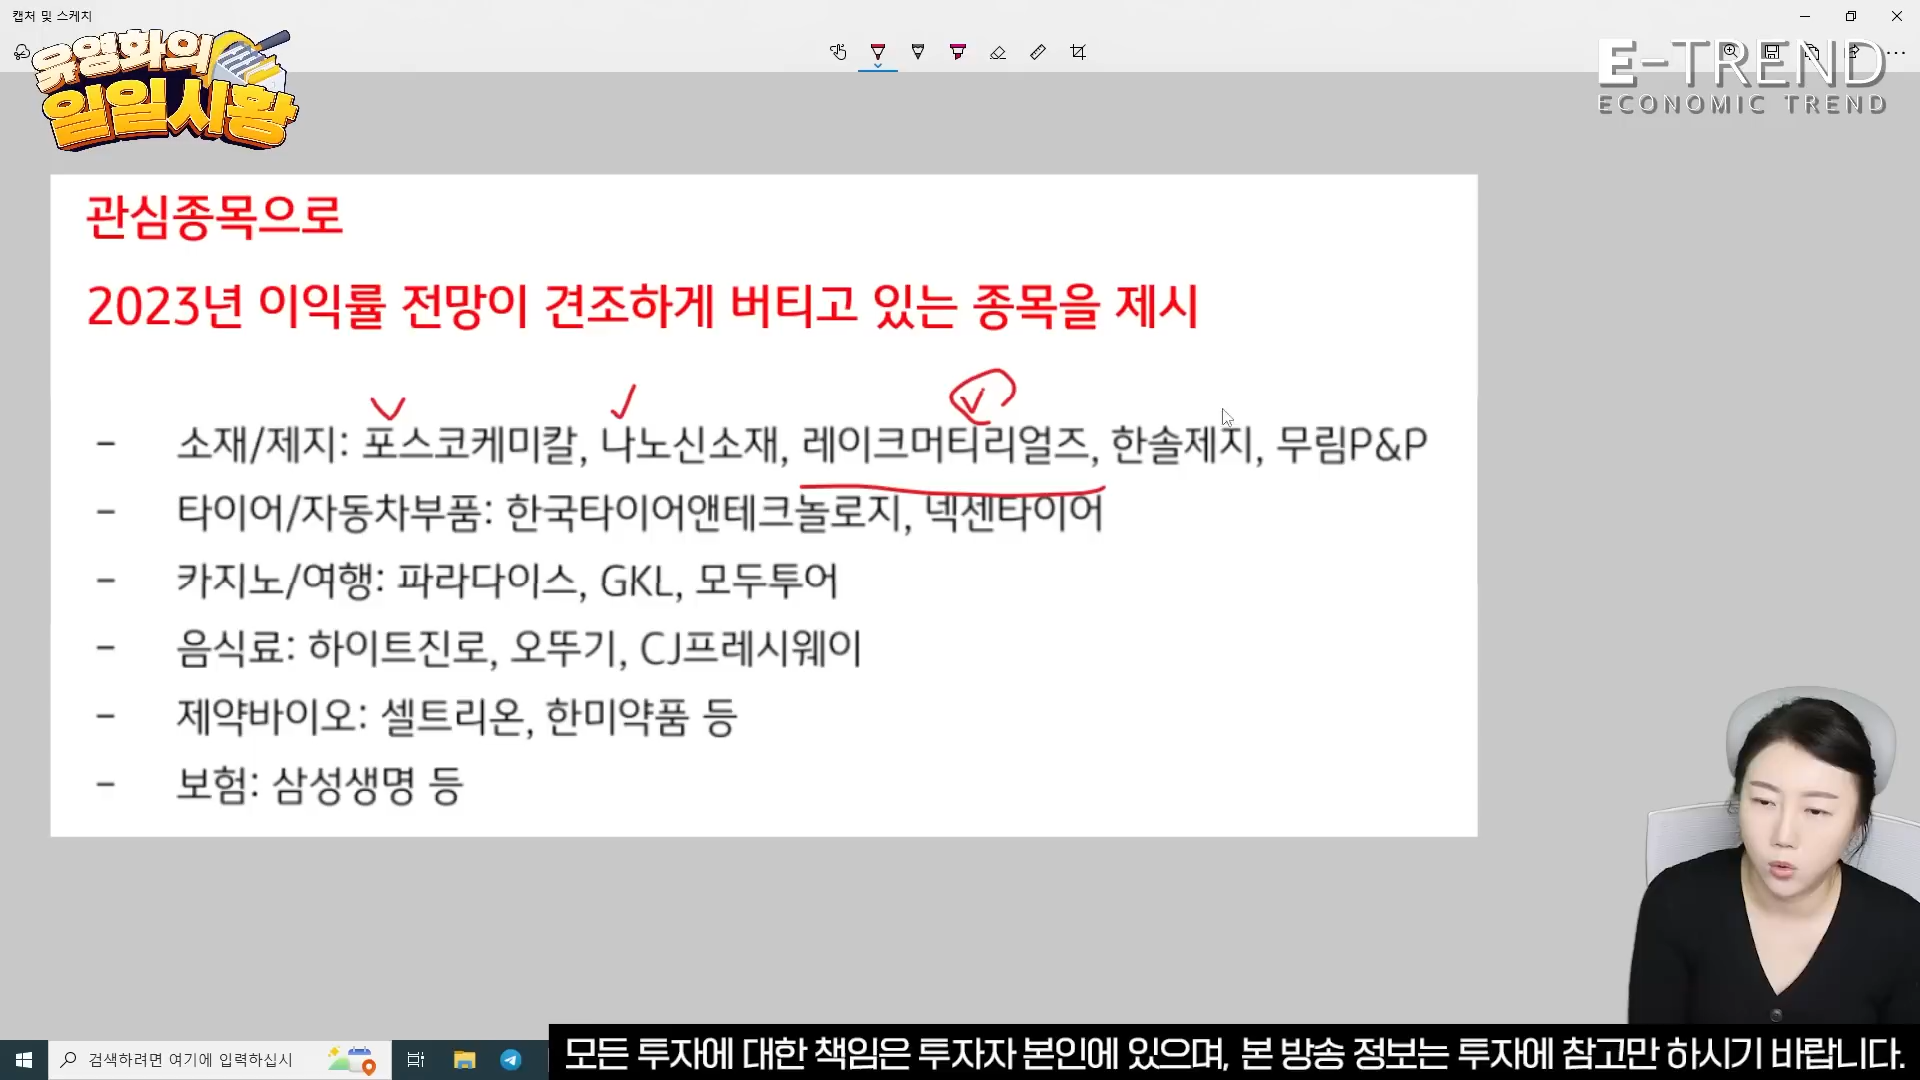 캡처 및 스케치
유영화의
일일시황
E-TREND
ECONOMIC TREND
관심종목으로
2023년 이익률 전망이 견조하게 버티고 있는 종목을 제시
- 소재/제지: 포스코케미칼, 나노신소재, 레이크머티리얼즈, 한솔제지, 무림P&P
- 타이어/자동차부품: 한국타이어앤테크놀로지, 넥센타이어
- 카지노/여행: 파라다이스, GKL, 모두투어
- 음식료: 하이트진로, 오뚜기, CJ프레시웨이
- 제약바이오: 셀트리온, 한미약품 등
- 보험: 삼성생명 등
검색하려면 여기에 입력하십시
모든 투자에 대한 책임은 투자자 본인에 있으며, 본 방송 정보는 투자에 참고만 하시기 바랍니다.